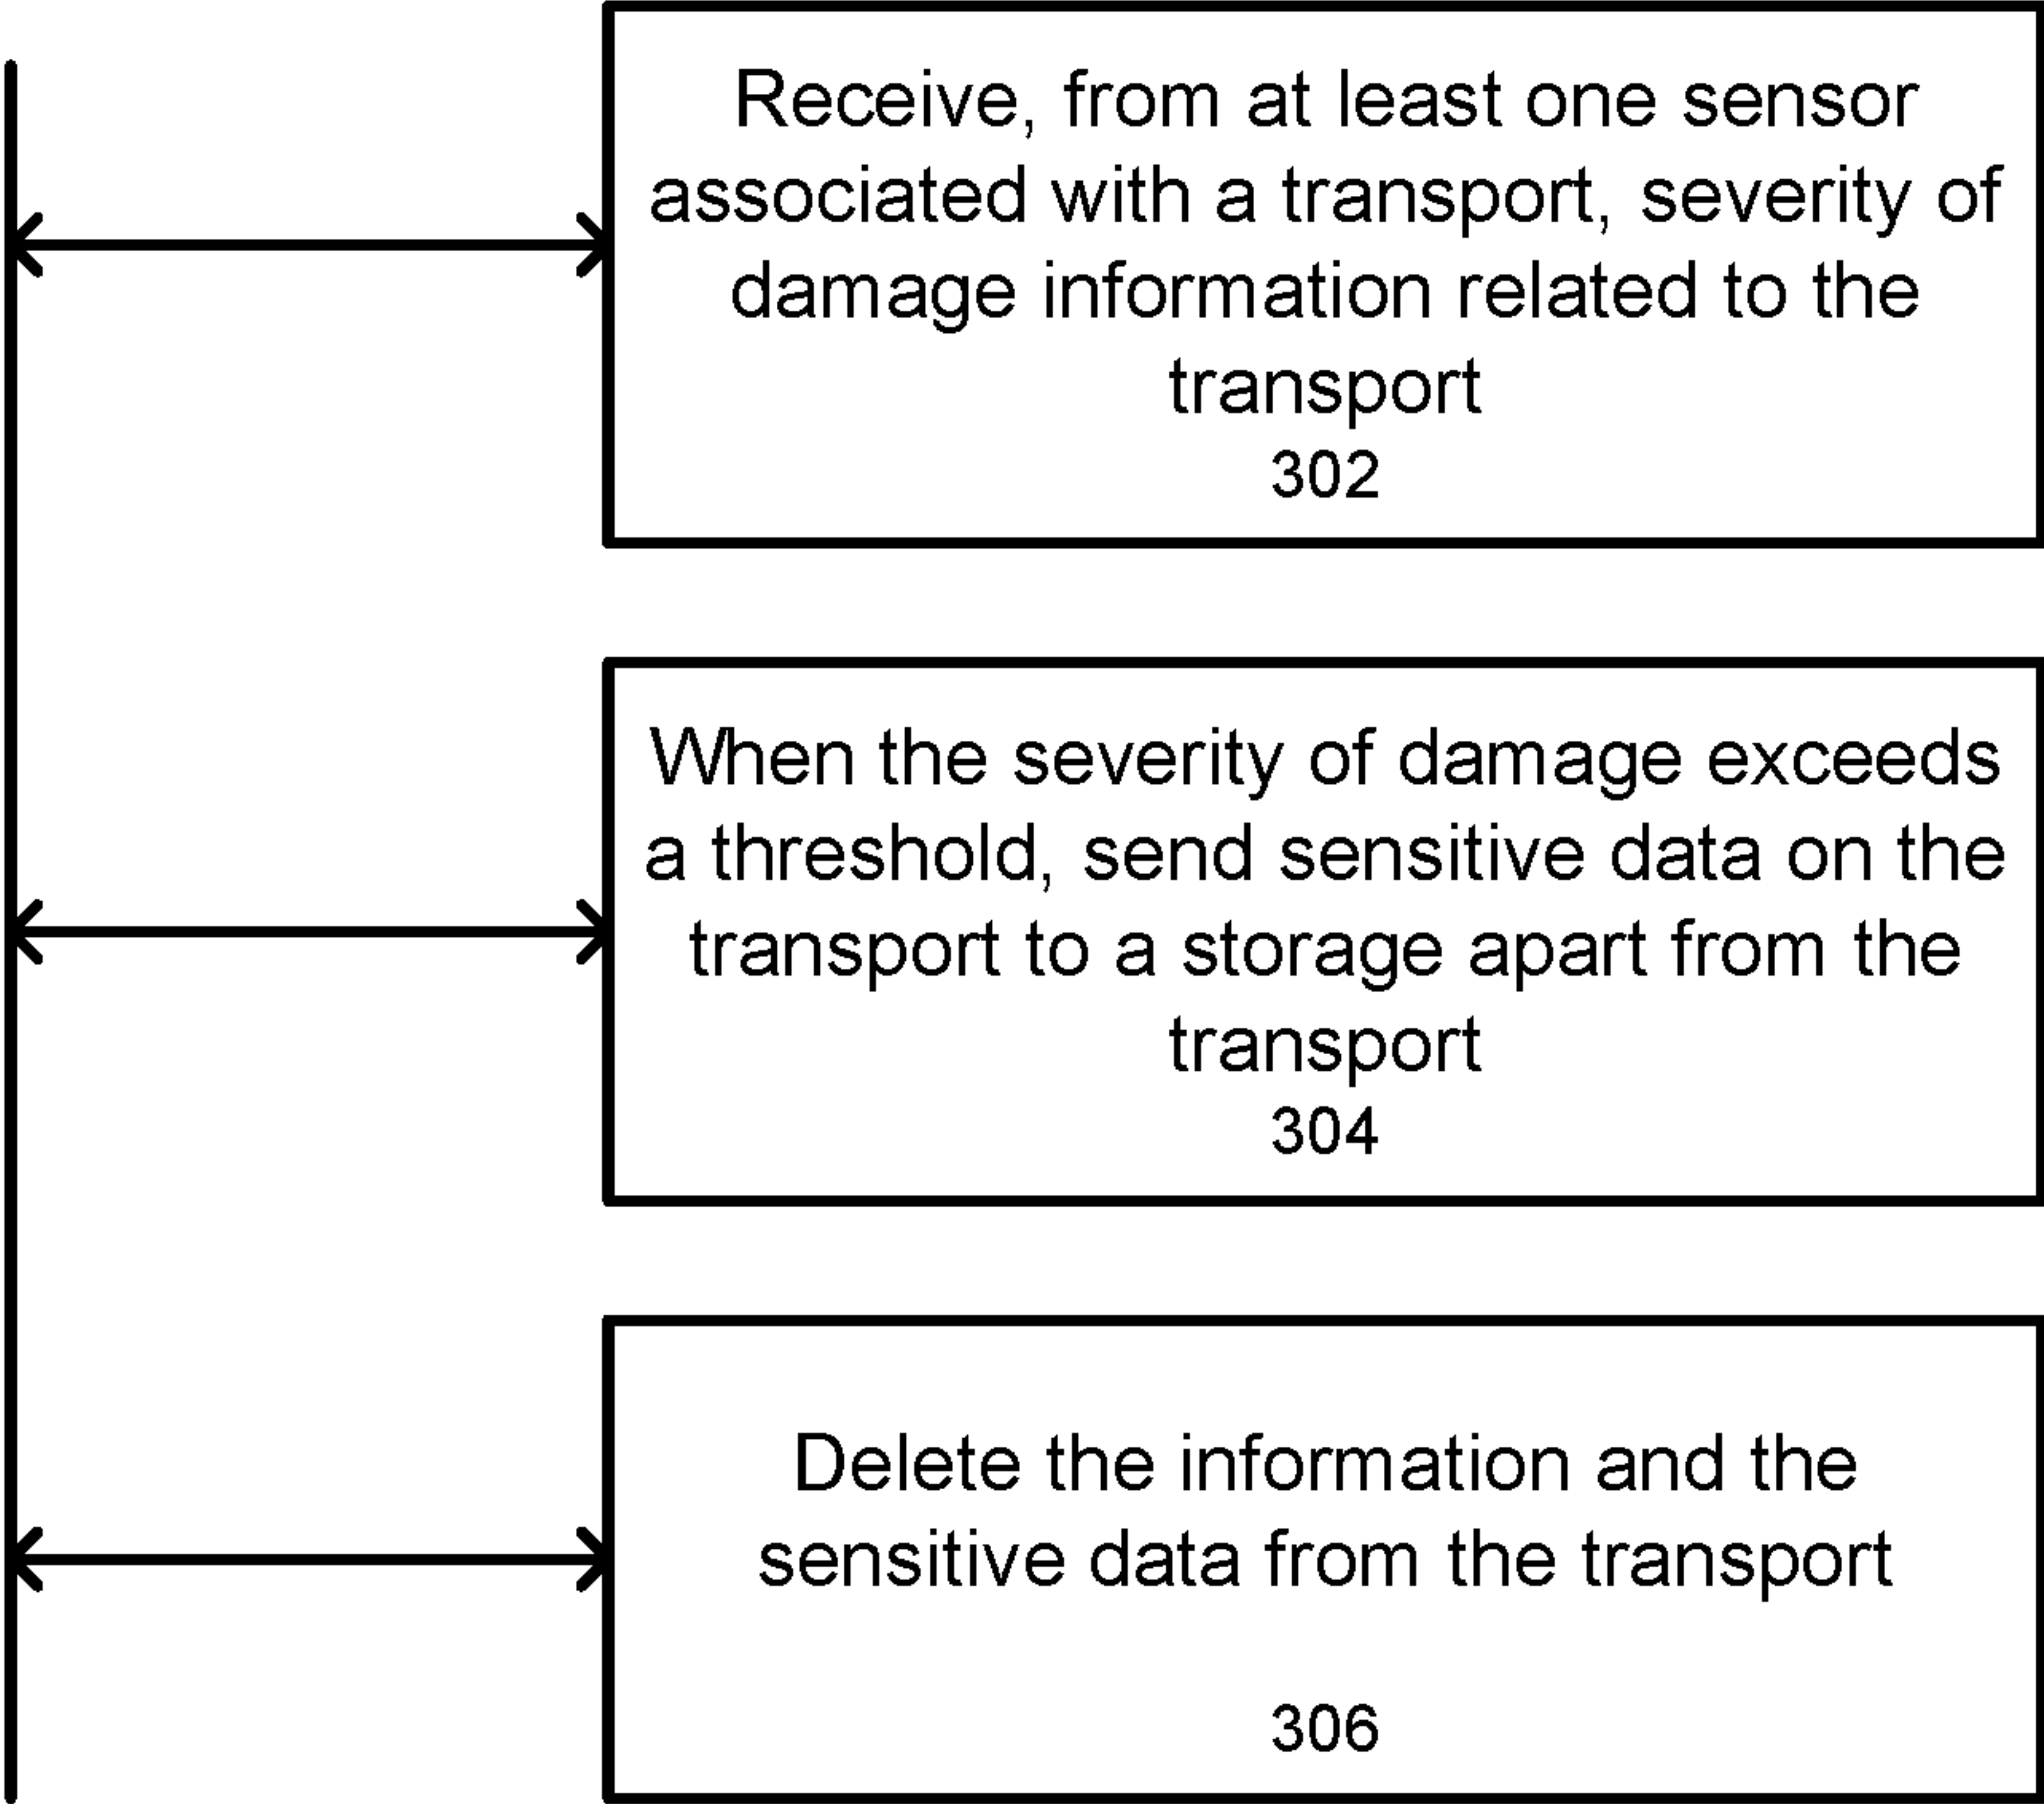 Receive, from at least one sensor
associated with a transport, severity of
damage information related to the
transport
302
When the severity of damage exceeds
a threshold, send sensitive data on the
transport to a storage apart from the
transport
304
Delete the information and the
sensitive data from the transport
306